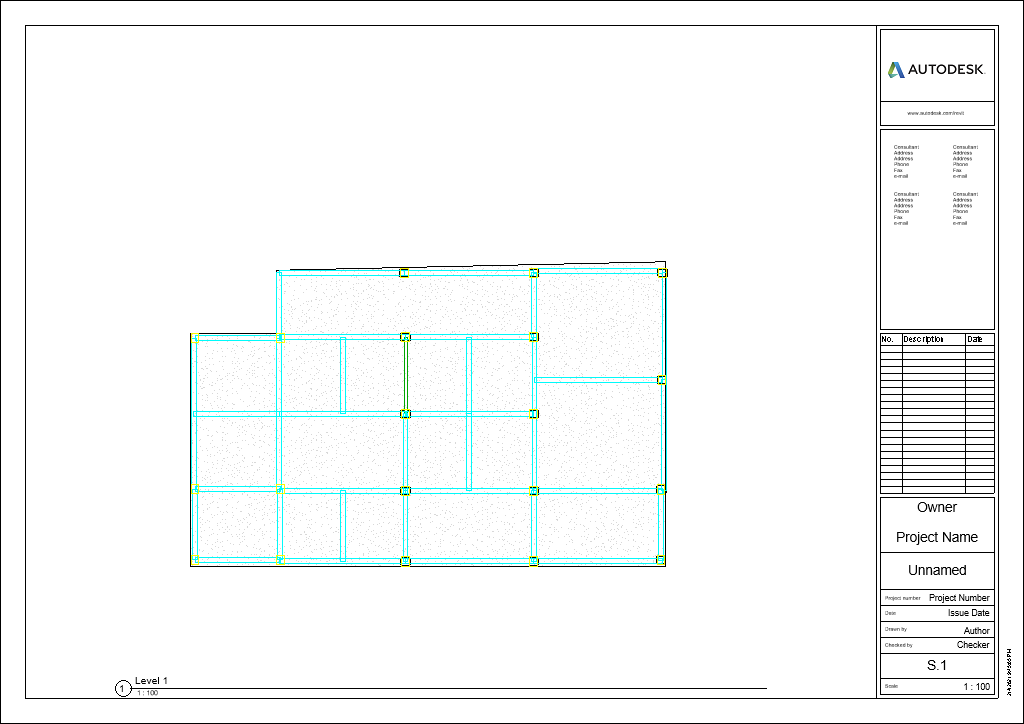 AUTODESK.
www.autodesk.com/revit
Consultant
Address
Address
Phone
Fax
e-mail
Consultant
Address
Address
Phone
Fax
e-mail
Consultant
Address
Address
Phone
Fax
e-mail
Consultant
Address
Address
Phone
Fax
e-mail
No. Description Date
Owner
Project Name
Unnamed
Project number Project Number
Date Issue Date
Drawn by Author
Checked by Checker
S.1
Scale 1 : 100
1 Level 1
1 : 100